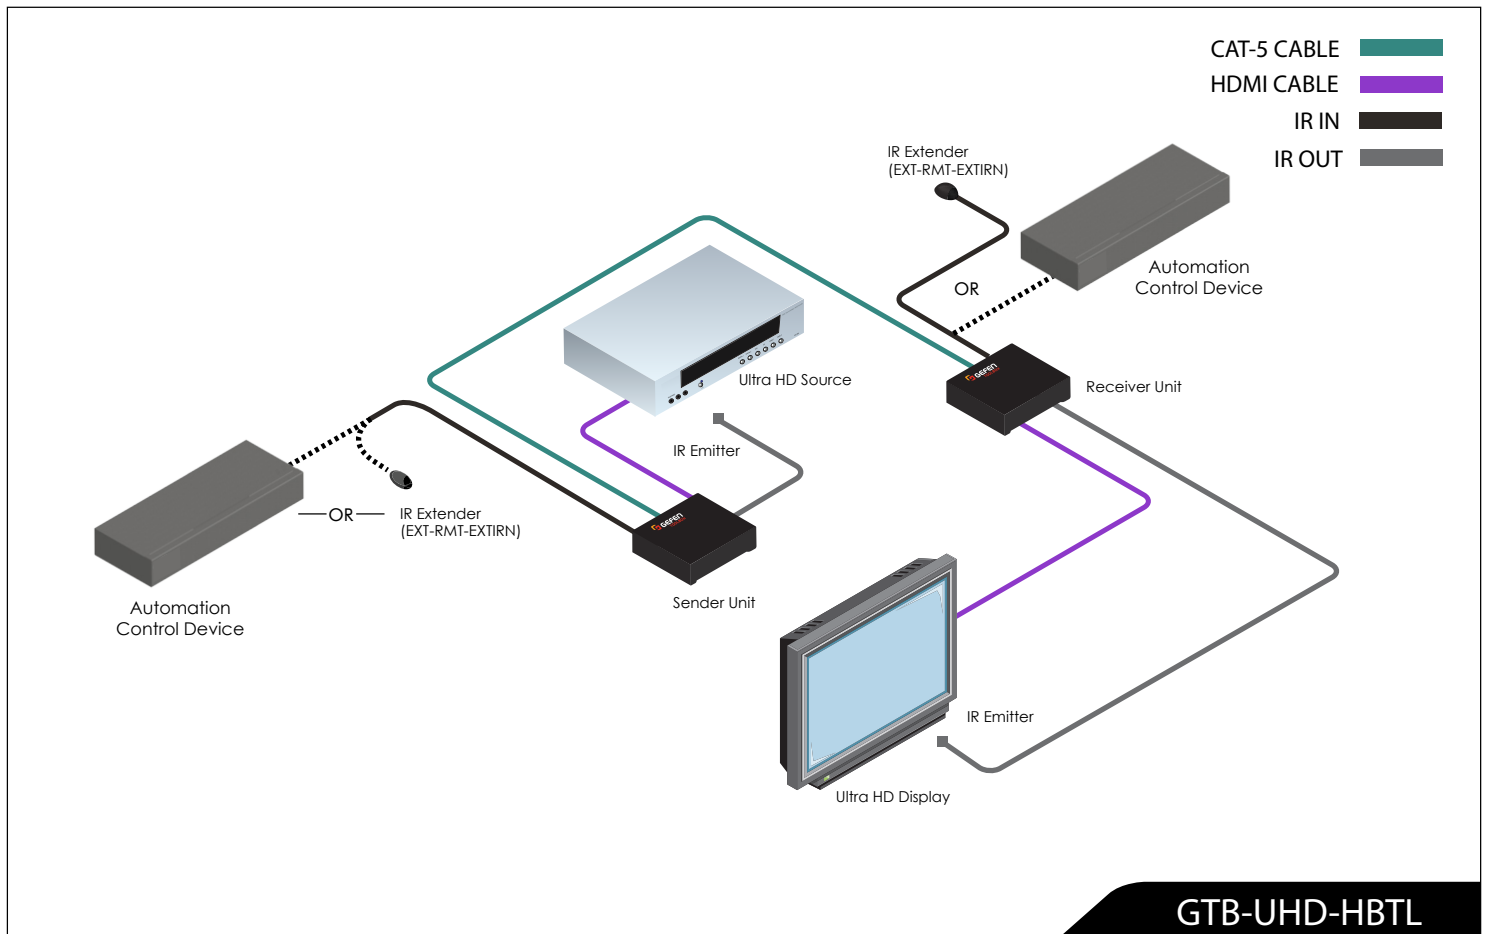 CAT-5 CABLE
HDMI CABLE
IR IN
IR OUT
IR Extender
(EXT-RMT-EXTIRN)
Automation
Control Device
OR
GEFEN
Receiver Unit
Ultra HD Source
IR Emitter
OR
IR Extender
(EXT-RMT-EXTIRN)
GEFEN
Sender Unit
Automation
Control Device
IR Emitter
Ultra HD Display
GTB-UHD-HBTL